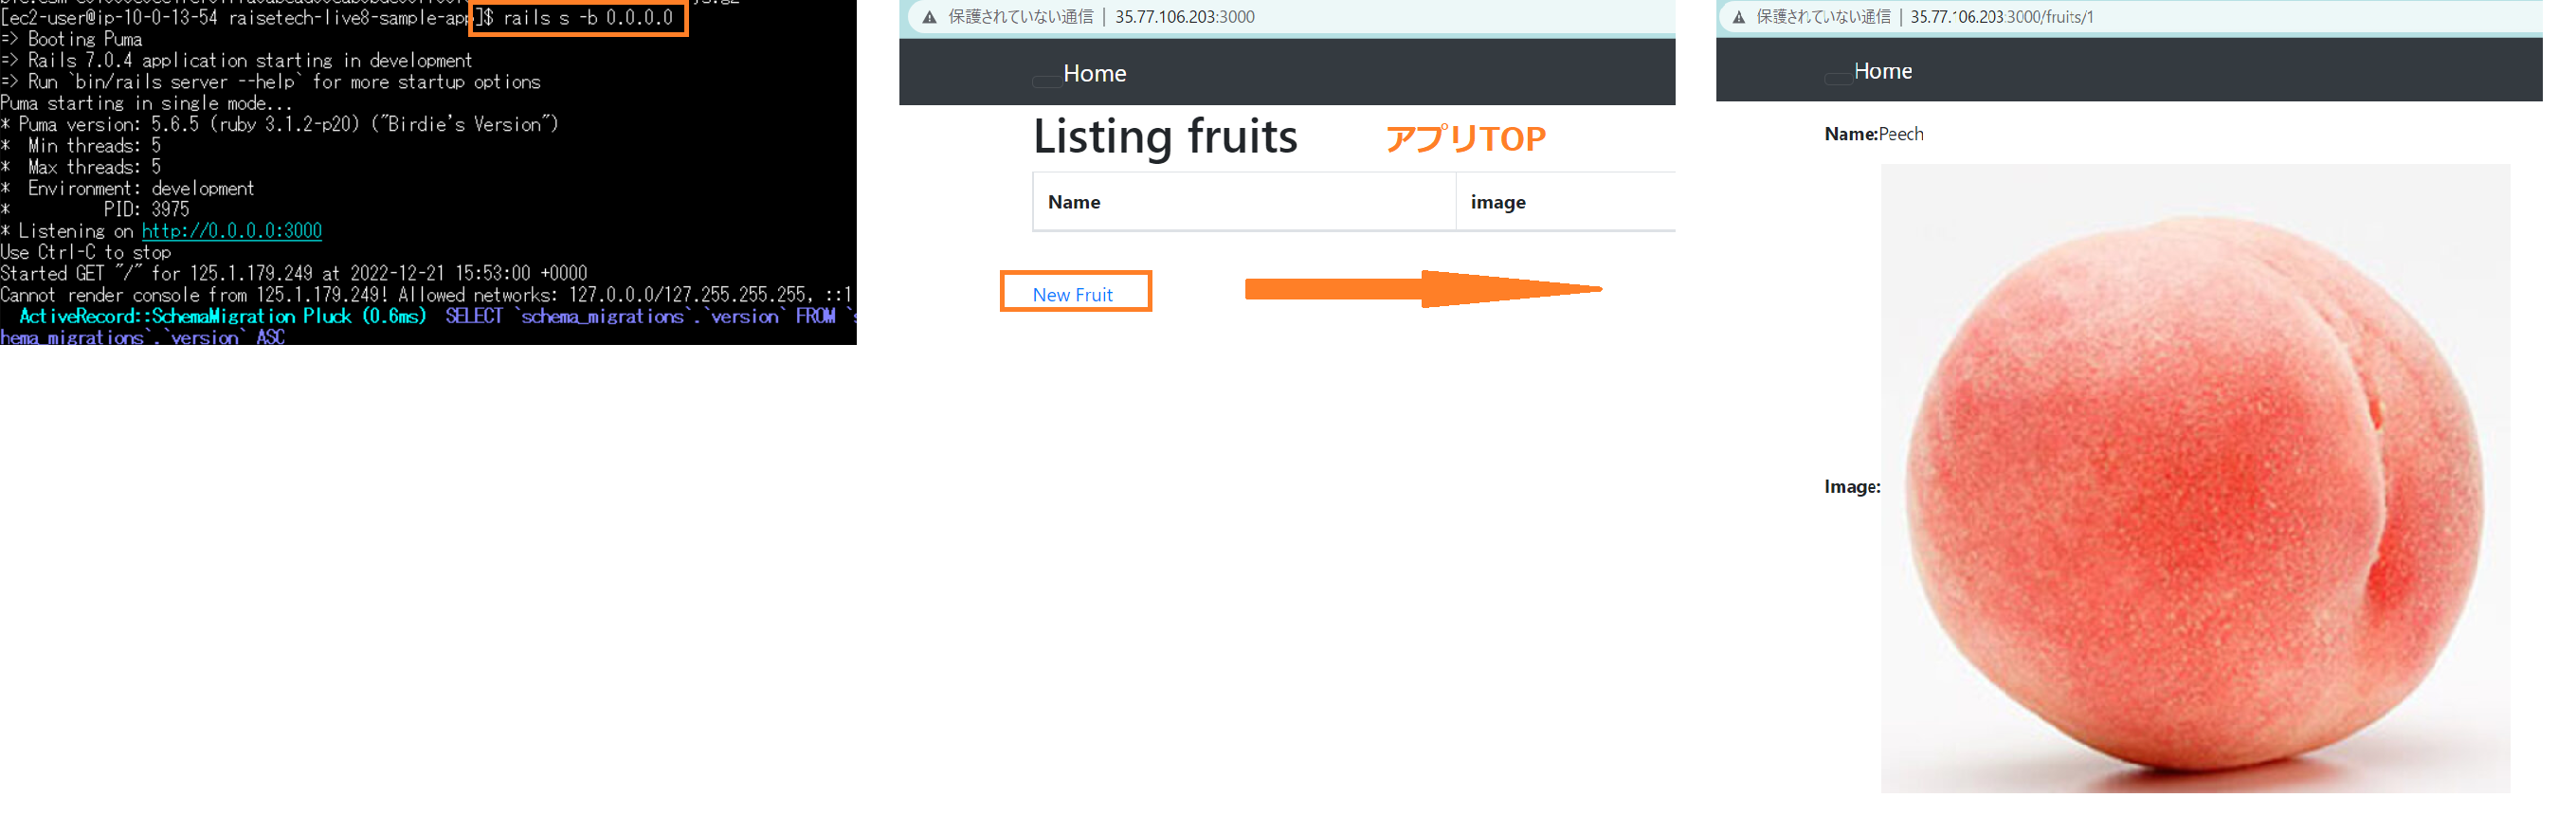 [ec2-user@ip-10-0-13-54 raisetech-live8-sample-app]$ rails s -b 0.0.0.0
=> Booting Puma
=> Rails 7.0.4 application starting in development
=> Run `bin/rails server --help` for more startup options
Puma starting in single mode...
* Puma version: 5.6.5 (ruby 3.1.2-p20) ("Birdie's Version")
*  Min threads: 5
*  Max threads: 5
*  Environment: development
*          PID: 3975
* Listening on http://0.0.0.0:3000
Use Ctrl-C to stop
Started GET "/" for 125.1.179.249 at 2022-12-21 15:53:00 +0000
Cannot render console from 125.1.179.249! Allowed networks: 127.0.0.0/127.255.255.255, ::1
ActiveRecord::SchemaMigration Pluck (0.6ms)  SELECT `schema_migrations`.`version` FROM `s
hema_migrations`.`version` ASC
保護されていない通信 | 35.77.106.203:3000
Home
Listing fruits
アプリTOP
Name
image
New Fruit
保護されていない通信 | 35.77.106.203:3000/fruits/1
Home
Name:Peech
Image: